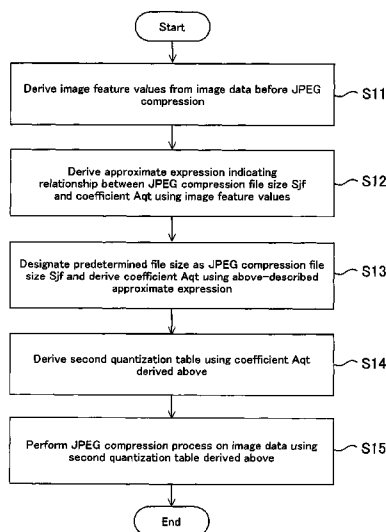 Start
Derive image feature values from image data before JPEG
compression
S11
Derive approximate expression indicating
relationship between JPEG compression file size Sjf
and coefficient Aqt using image feature values
S12
Designate predetermined file size as JPEG compression file
size Sjf and derive coefficient Aqt using above-described
approximate expression
S13
Derive second quantization table using coefficient Aqt
derived above
S14
Perform JPEG compression process on image data using
second quantization table derived above
S15
End